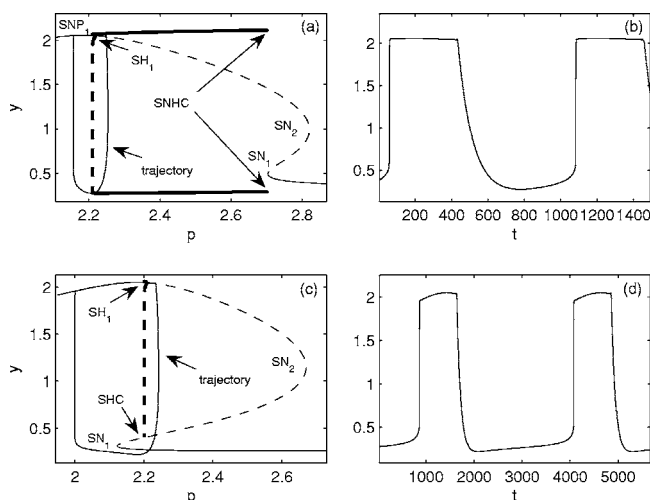 SNP1
(a)
2
SH1
1.5
y
SNHC
SN2
1
SN1
0.5
trajectory
2.2 2.4 2.6 2.8
p
(b)
2
1.5
1
0.5
200 400 600 800 1000 1200 1400
t
(c)
2
SH1
1.5
y
SN2
trajectory
1
SHC
0.5
SN1
2 2.2 2.4 2.6
p
(d)
2
1.5
1
0.5
1000 2000 3000 4000 5000
t